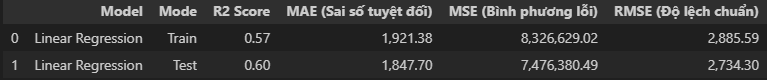 Model Mode R2 Score MAE (Sai số tuyệt đối) MSE (Bình phương lỗi) RMSE (Độ lệch chuẩn)
0 Linear Regression Train 0.57 1,921.38 8,326,629.02 2,885.59
1 Linear Regression Test 0.60 1,847.70 7,476,380.49 2,734.30